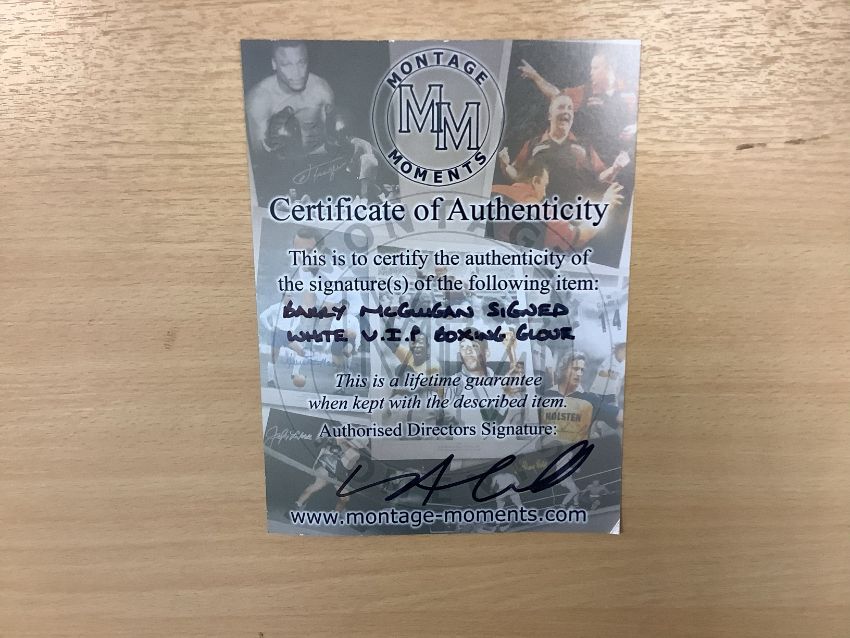 MONTAGE
MM
MOMENTS
Certificate of Authenticity
This is to certify the authenticity of
the signature(s) of the following item:
BARRY McGUIGAN SIGNED
WHITE V.I.P BOXING GLOVE
This is a lifetime guarantee
when kept with the described item.
HOLSTEN
Authorised Directors Signature:
www.montage-moments.com